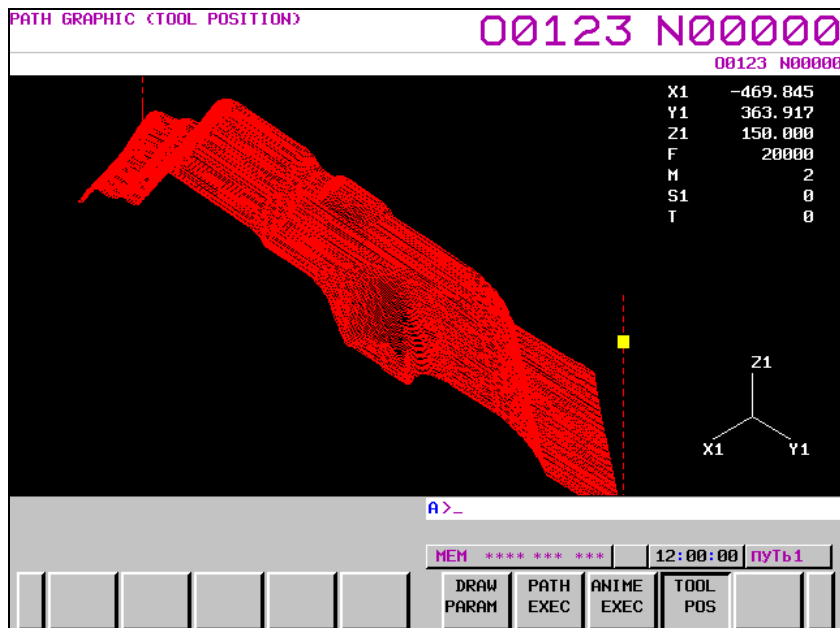 PATH GRAPHIC (TOOL POSITION)
O0123 N00000
O0123 N00000
X1 -469.845
Y1 363.917
Z1 150.000
F 20000
M 2
S1 0
T 0
Z1
X1 Y1
A>_
MEM **** *** *** 12:00:00 ПУТЬ1
DRAW PARAM
PATH EXEC
ANIME EXEC
TOOL POS